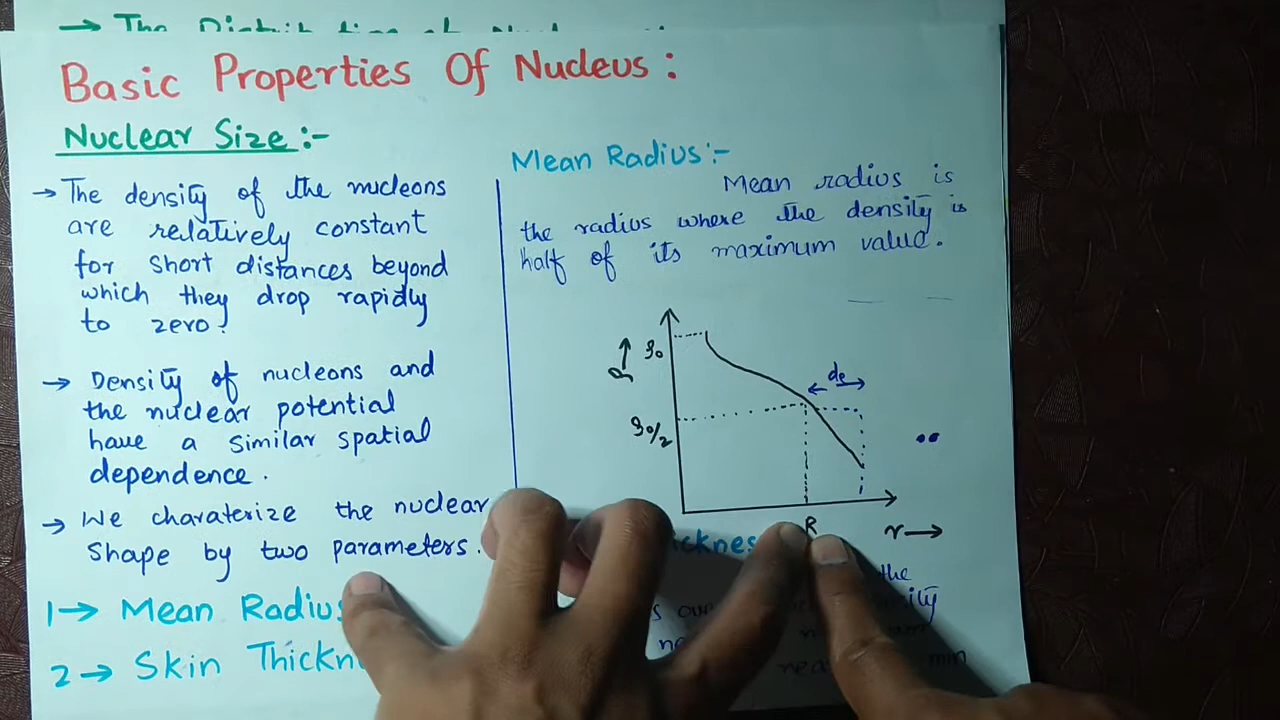 → The
Basic Properties Of Nucleus :
Nuclear Size :-
→ The density of the nucleons
are relatively constant
for short distances beyond
which they drop rapidly
to zero.
→ Density of nucleons and
the nuclear potential
have a similar spatial
dependence.
→ We charaterize the nuclear
shape by two parameters.
1→ Mean Radius
2→ Skin
Mean Radius :-
Mean radius is
the radius where the density is
half of its maximum value.
ρ →
ρ₀
ρ₀/2
R
r →
the